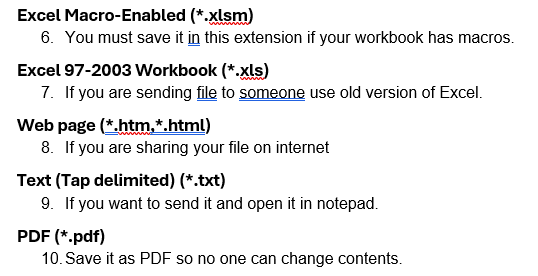 Excel Macro-Enabled (*.xlsm)
6. You must save it in this extension if your workbook has macros.
Excel 97-2003 Workbook (*.xls)
7. If you are sending file to someone use old version of Excel.
Web page (*.htm,*.html)
8. If you are sharing your file on internet
Text (Tap delimited) (*.txt)
9. If you want to send it and open it in notepad.
PDF (*.pdf)
10. Save it as PDF so no one can change contents.